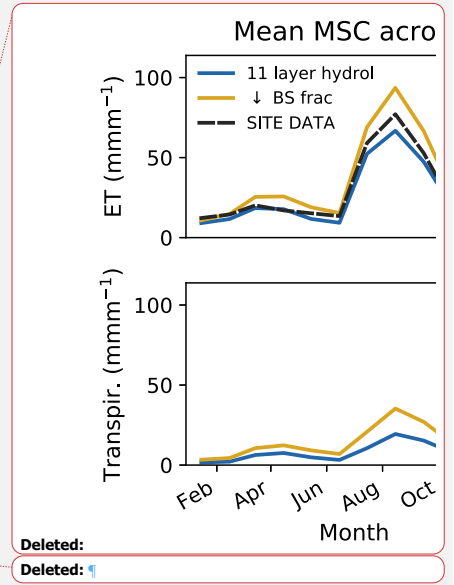 Mean MSC acro
ET (mmm⁻¹)
100
50
0
11 layer hydrol
↓ BS frac
SITE DATA
Transpir. (mmm⁻¹)
100
50
0
Feb Apr Jun Aug Oct
Month
Deleted:
Deleted: ¶